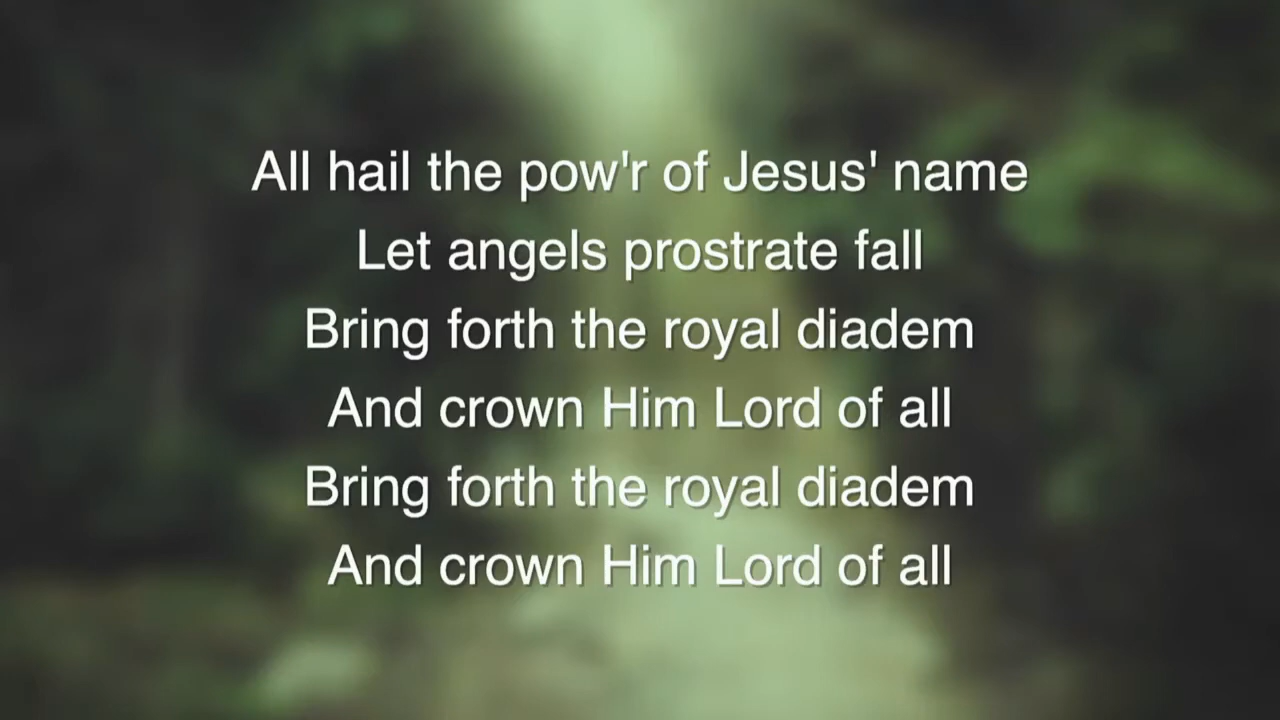 All hail the pow'r of Jesus' name
Let angels prostrate fall
Bring forth the royal diadem
And crown Him Lord of all
Bring forth the royal diadem
And crown Him Lord of all